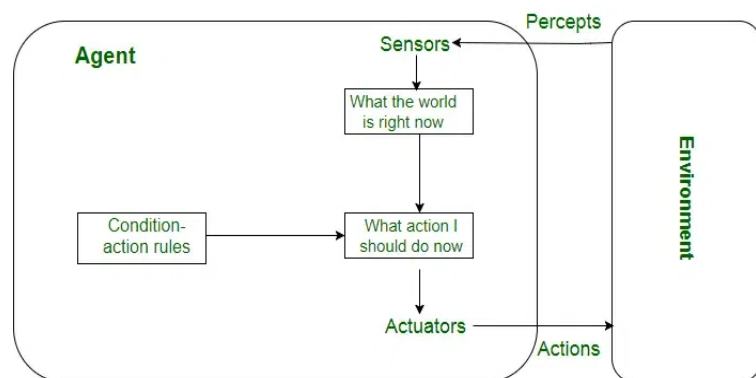 Percepts
Agent
Sensors
What the world
is right now
Environment
Condition-
action rules
What action I
should do now
Actuators
Actions